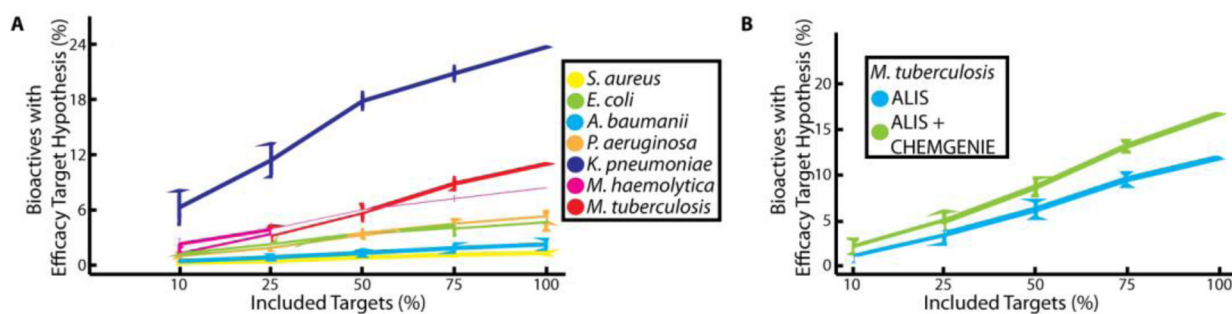 A
Bioactives with
Efficacy Target Hypothesis (%)
24
18
12
6
0
10
25
50
75
100
Included Targets (%)
S. aureus
E. coli
A. baumanii
P. aeruginosa
K. pneumoniae
M. haemolytica
M. tuberculosis
B
Bioactives with
Efficacy Target Hypothesis (%)
20
15
10
5
0
10
25
50
75
100
Included Targets (%)
M. tuberculosis
ALIS
ALIS +
CHEMGENIE